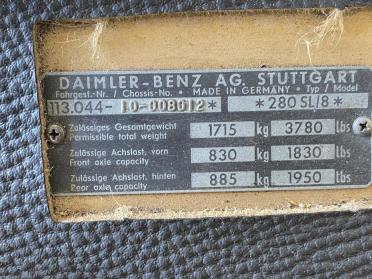 DAIMLER-BENZ AG. STUTTGART
Fahrgest.-Nr./ Chassis-No. • MADE IN GERMANY • Typ / Model
113.044- 10-008012* *280 SL/8*
Zulässiges Gesamtgewicht
Permissible total weight 1715 kg 3780 lbs
Zulässige Achslast, vorn
Front axle capacity 830 kg 1830 lbs
Zulässige Achslast, hinten
Rear axle capacity 885 kg 1950 lbs